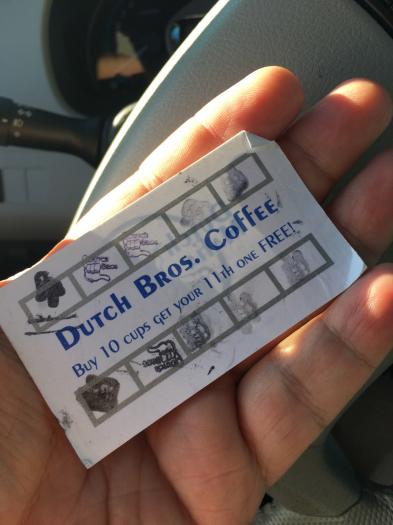 Dutch Bros. Coffee
Buy 10 cups get your 11th one FREE!